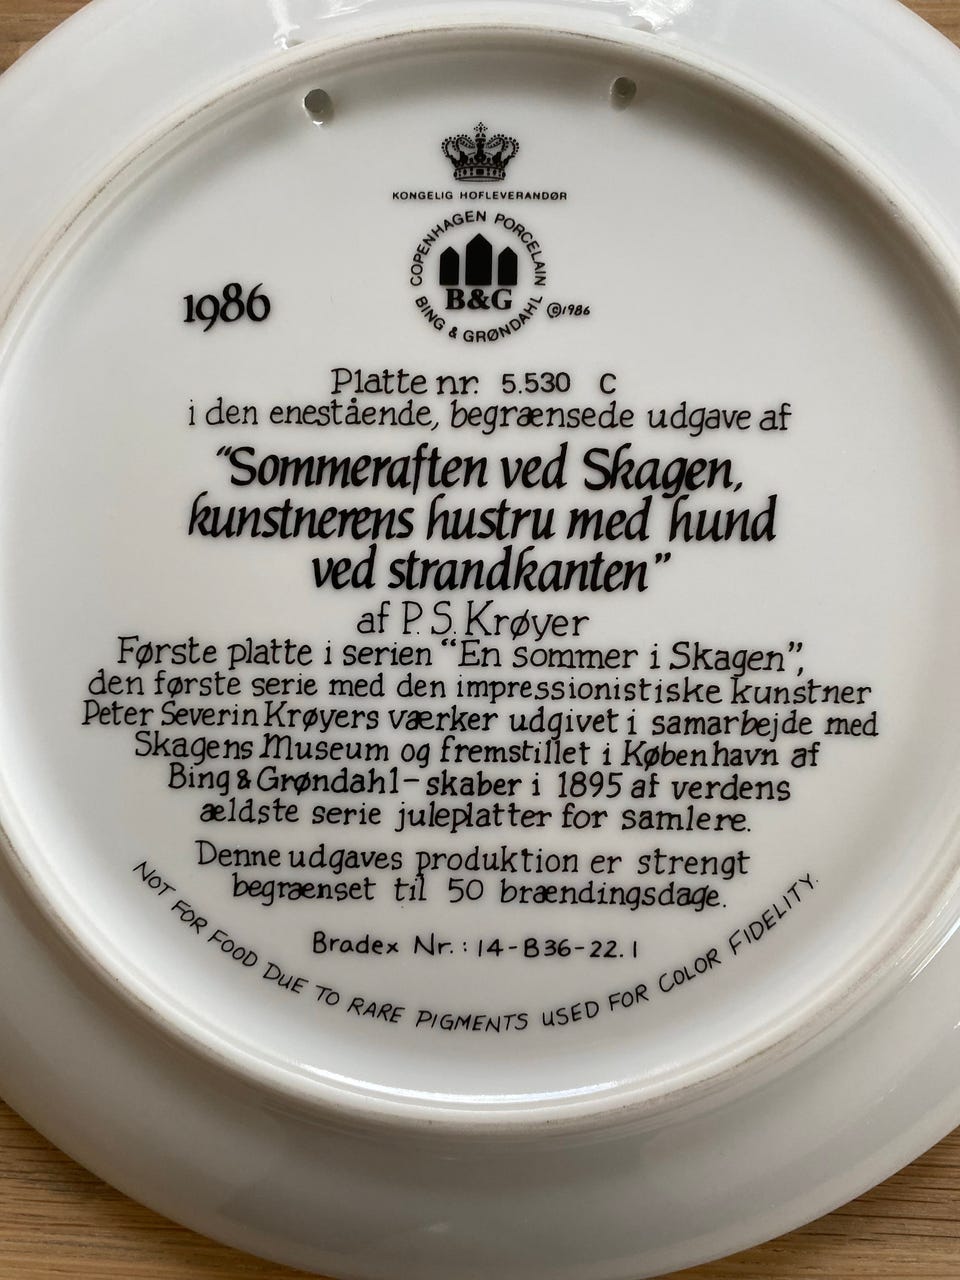 KONGELIG HOFLEVERANDØR
COPENHAGEN PORCELAIN
B&G
BING & GRØNDAHL
©1986
1986
Platte nr. 5.530 C
i den enestående, begrænsede udgave af
“Sommeraften ved Skagen,
kunstnerens hustru med hund
ved strandkanten”
af P. S. Krøyer
Første platte i serien “En sommer i Skagen”,
den første serie med den impressionistiske kunstner
Peter Severin Krøyers værker udgivet i samarbejde med
Skagens Museum og fremstillet i København af
Bing & Grøndahl – skaber i 1895 af verdens
ældste serie juleplatter for samlere.
Denne udgaves produktion er strengt
begrænset til 50 brændingsdage.
Bradex Nr.: 14-B36-22.1
NOT FOR FOOD DUE TO RARE PIGMENTS USED FOR COLOR FIDELITY.